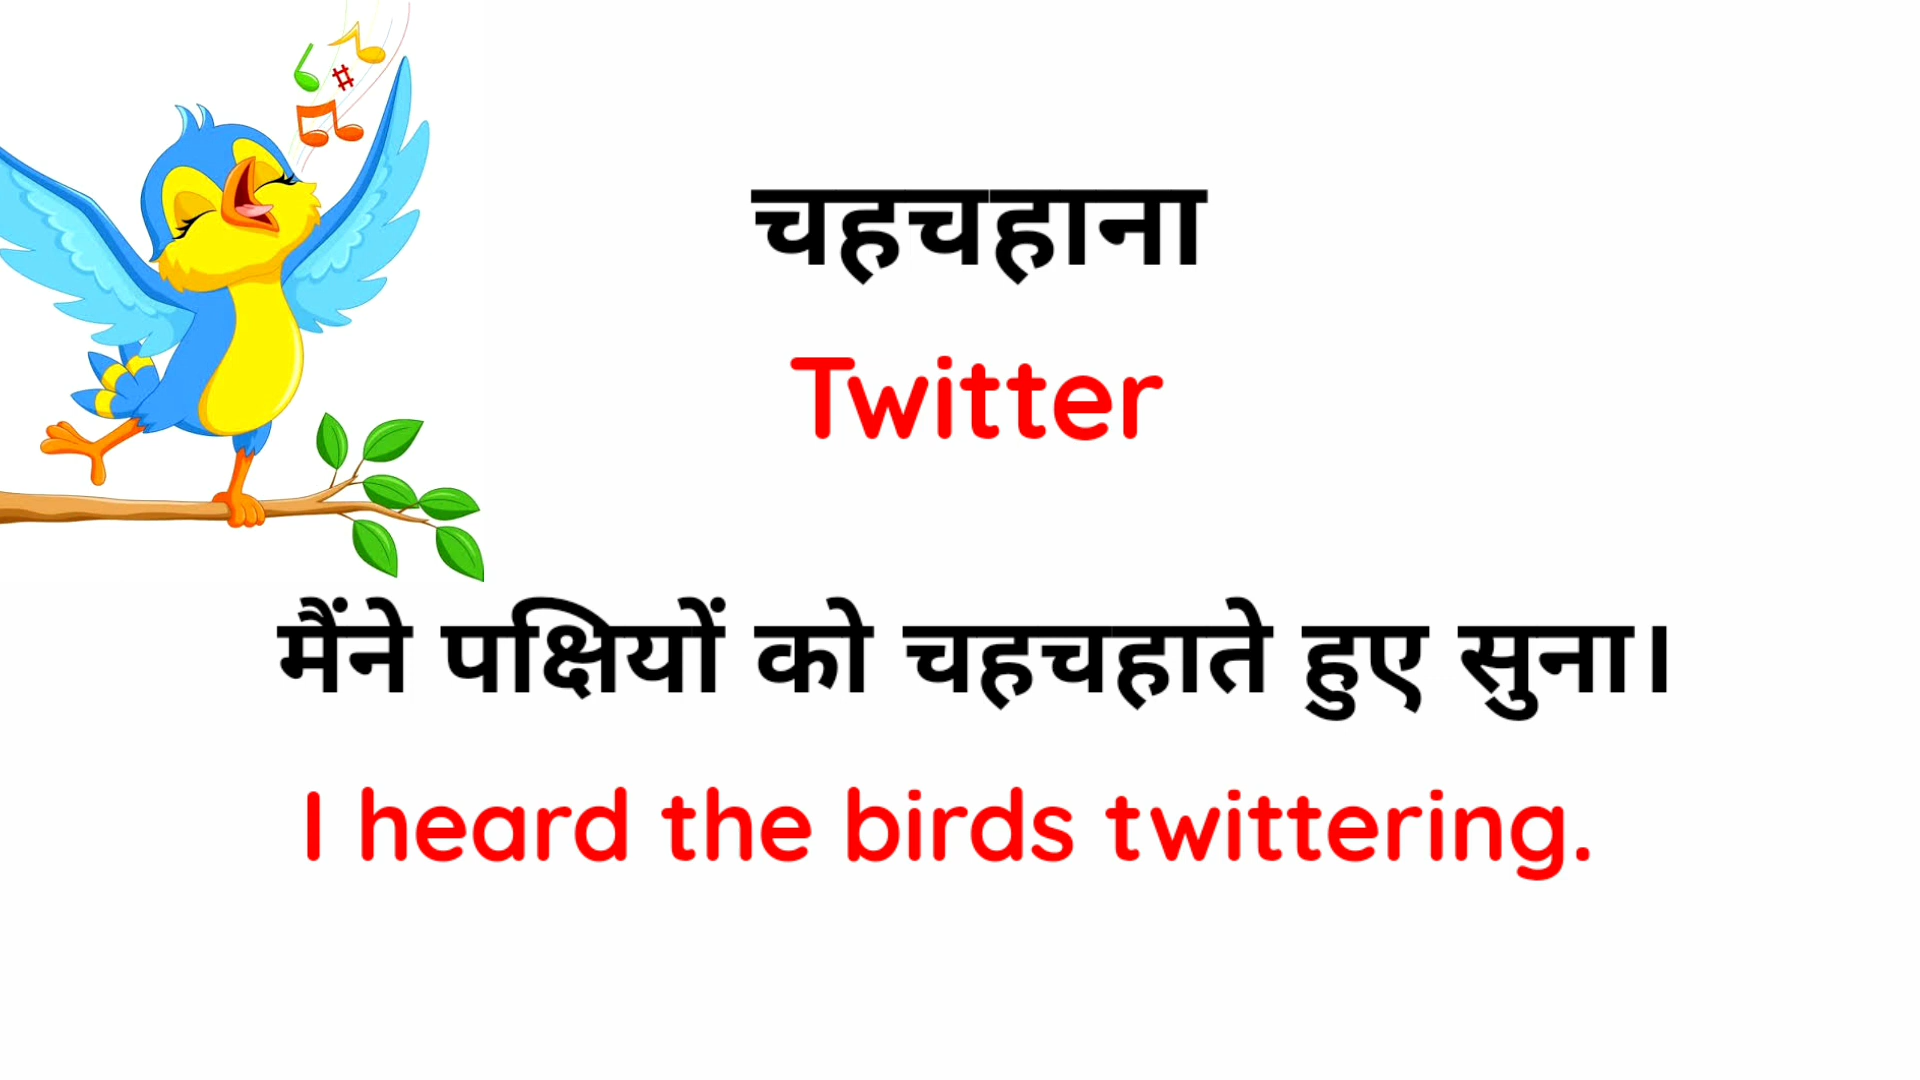 चहचहाना
Twitter
मैंने पक्षियों को चहचहाते हुए सुना।
I heard the birds twittering.